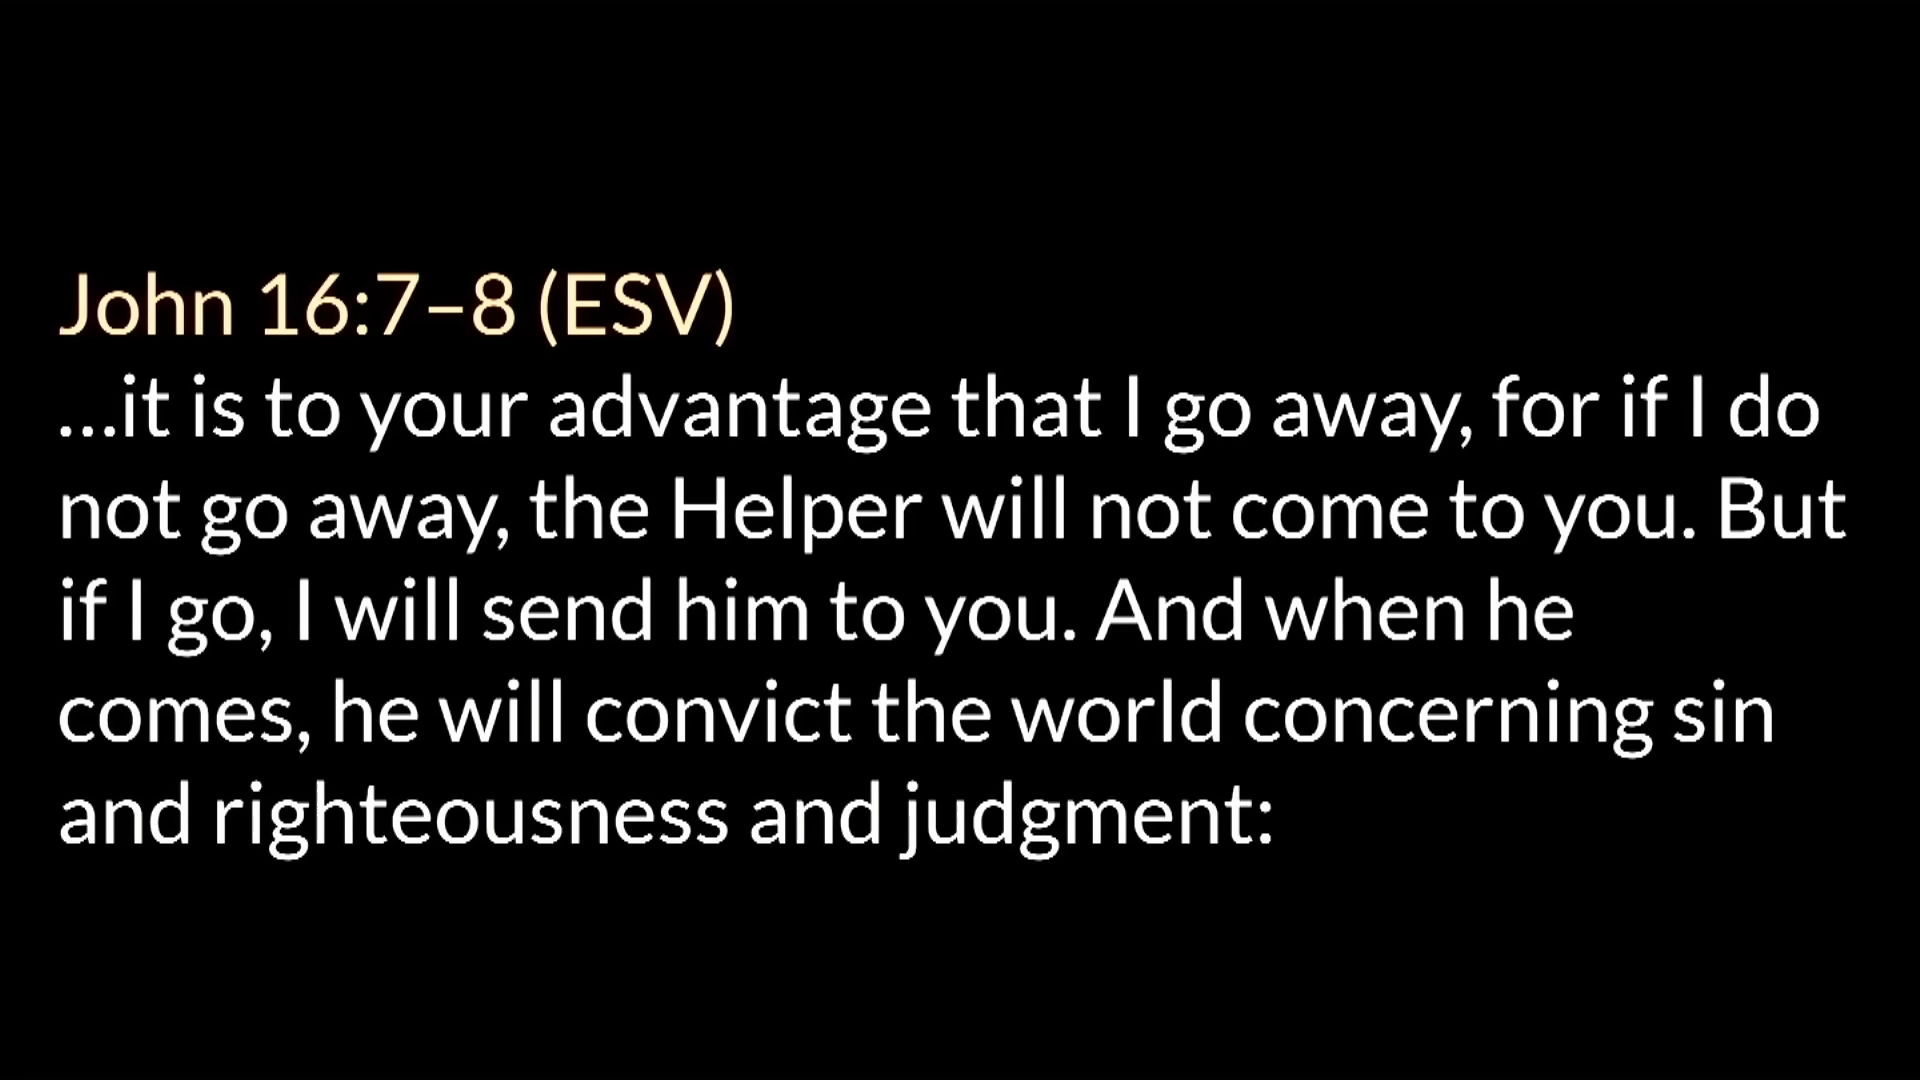 John 16:7–8 (ESV)
...it is to your advantage that I go away, for if I do
not go away, the Helper will not come to you. But
if I go, I will send him to you. And when he
comes, he will convict the world concerning sin
and righteousness and judgment: